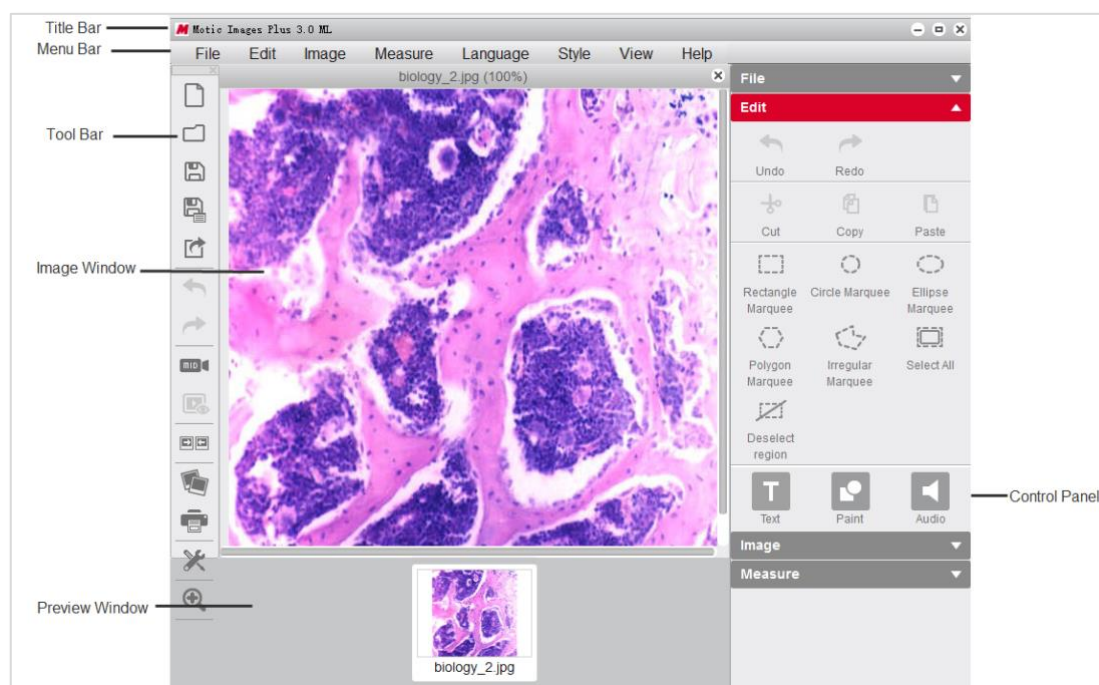 Title Bar
Motic Images Plus 3.0 ML
Menu Bar
File Edit Image Measure Language Style View Help
biology_2.jpg (100%)
Tool Bar
MID
Image Window
Preview Window
biology_2.jpg
File
Edit
Undo Redo
Cut Copy Paste
Rectangle Marquee
Circle Marquee
Ellipse Marquee
Polygon Marquee
Irregular Marquee
Select All
Deselect region
T
Text Paint Audio
Control Panel
Image
Measure